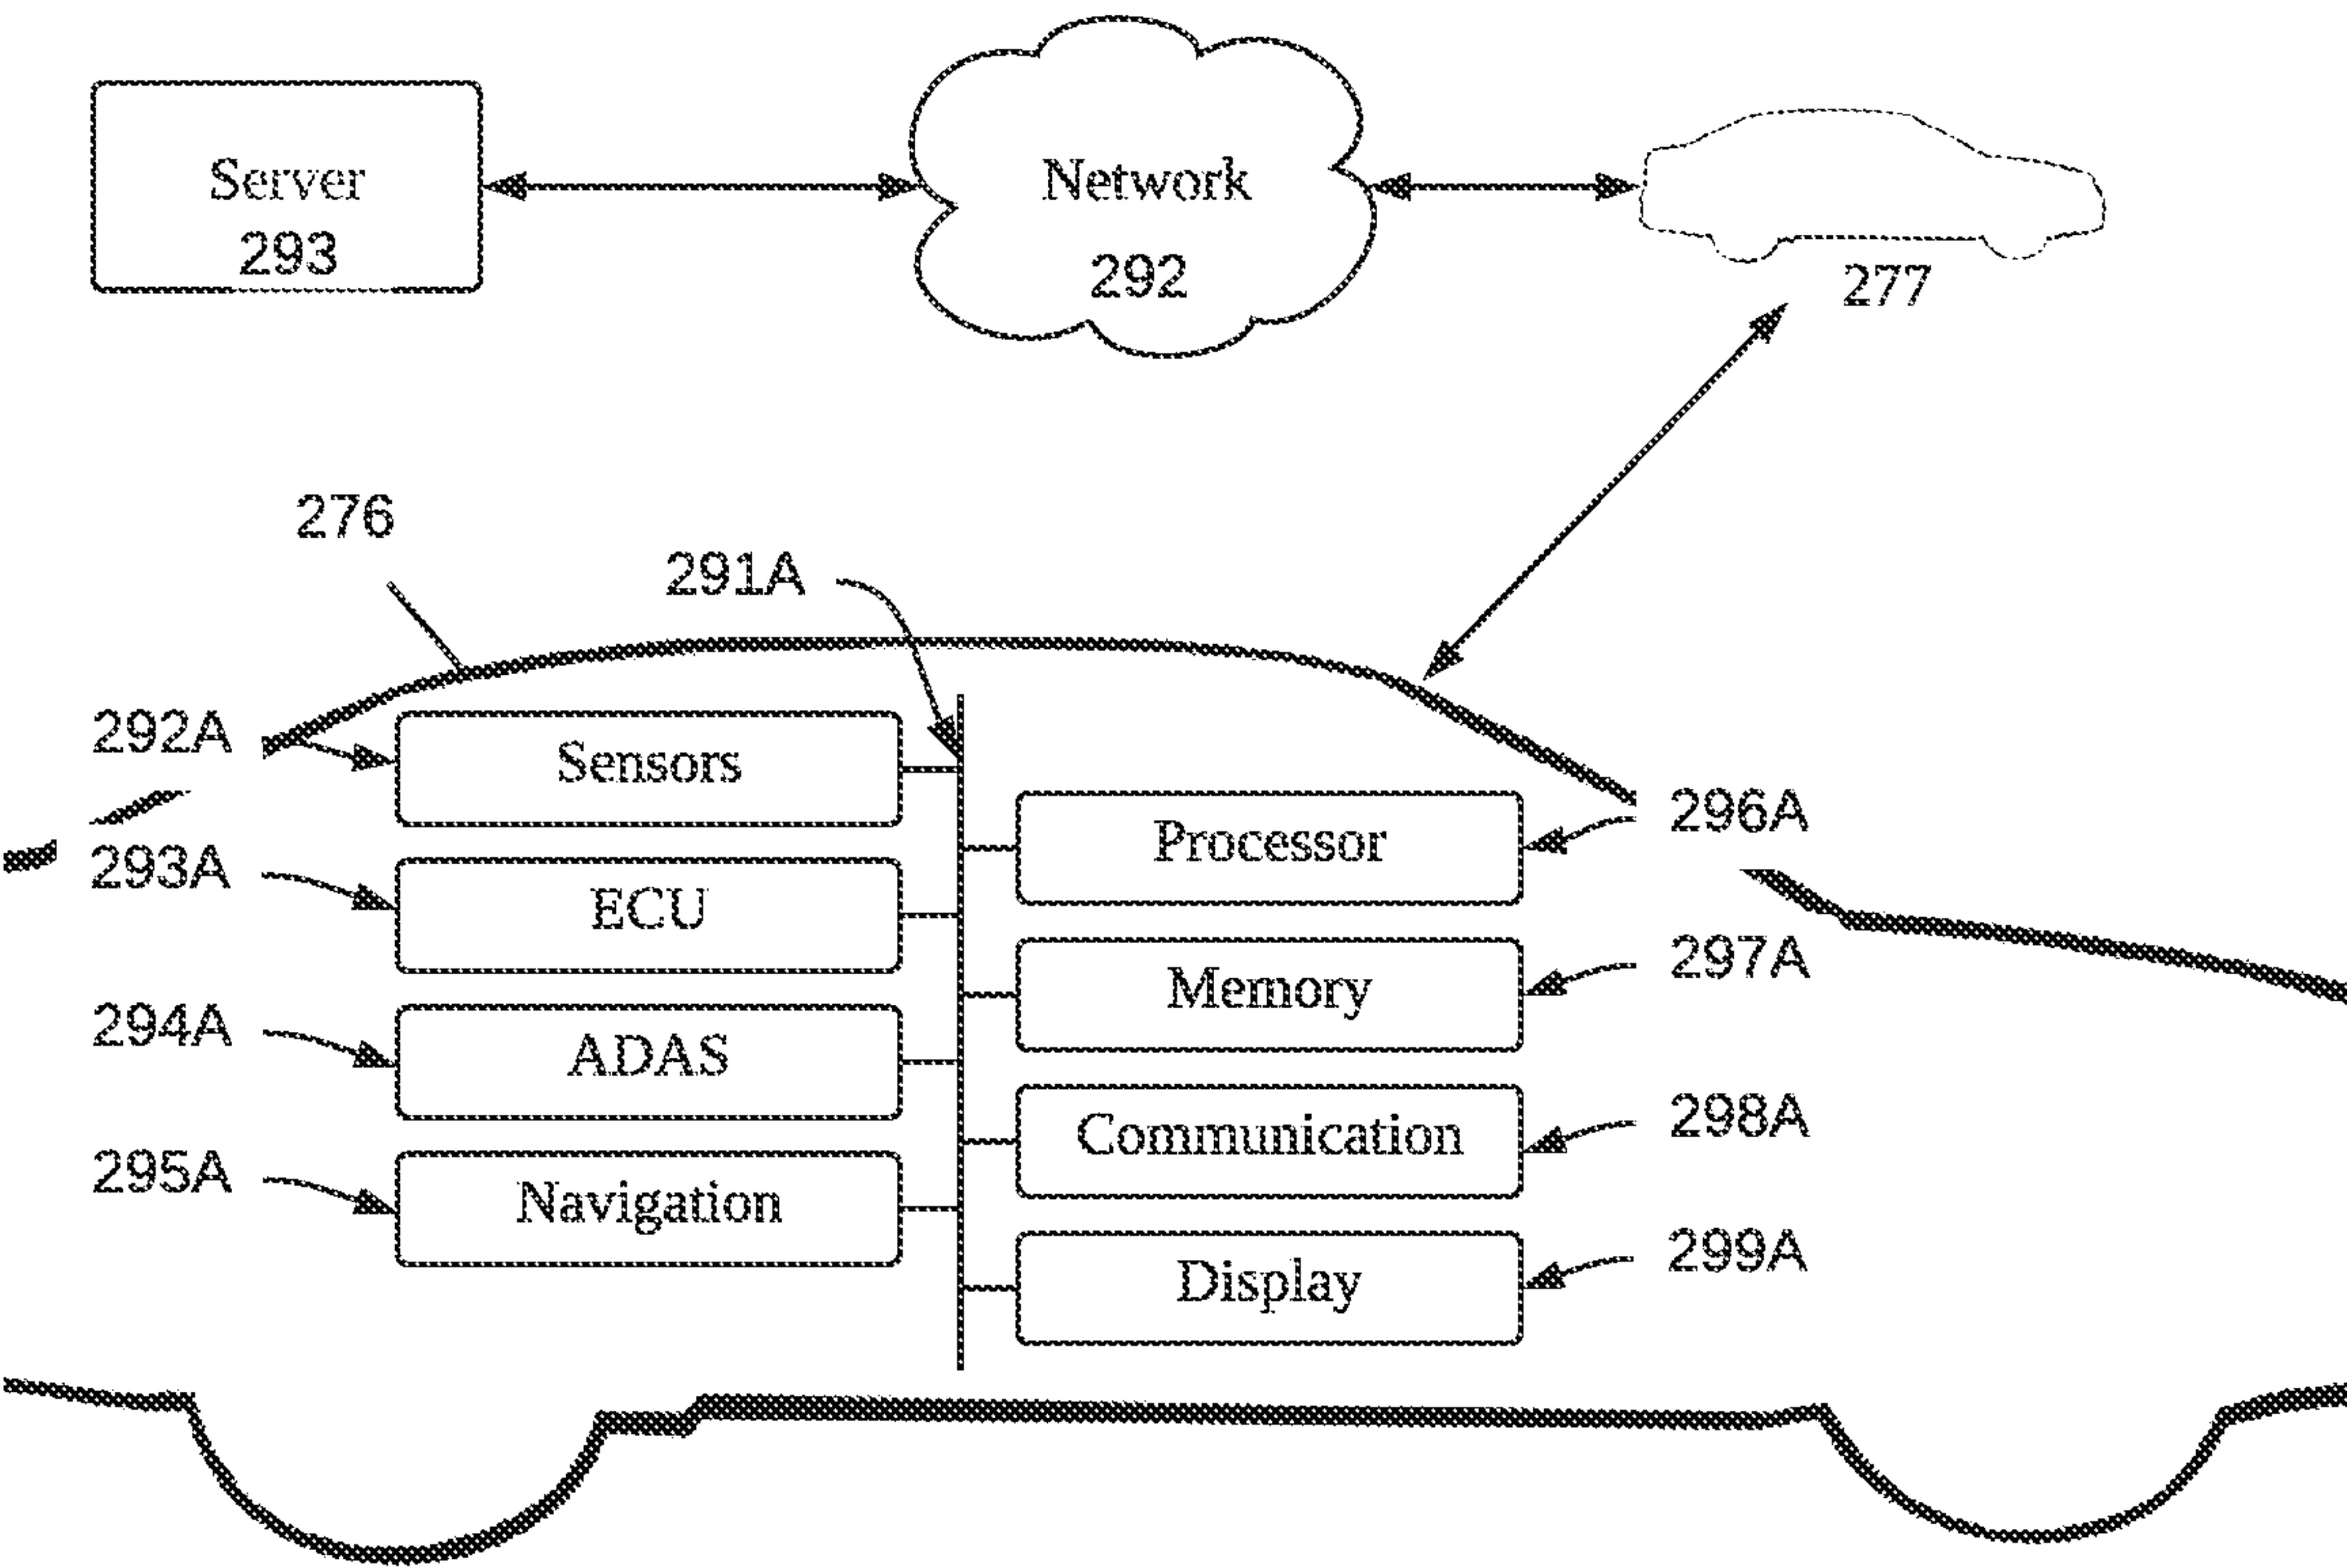 Server
293
Network
292
277
276
291A
292A
Sensors
Processor
296A
293A
ECU
Memory
297A
294A
ADAS
Communication
298A
295A
Navigation
Display
299A